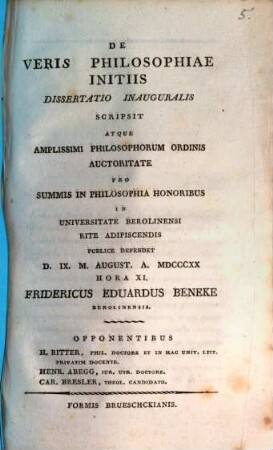 5.
DE
VERIS PHILOSOPHIAE
INITIIS
DISSERTATIO INAUGURALIS
SCRIPSIT
ATQUE
AMPLISSIMI PHILOSOPHORUM ORDINIS
AUCTORITATE
PRO
SUMMIS IN PHILOSOPHIA HONORIBUS
IN
UNIVERSITATE BEROLINENSI
RITE ADIPISCENDIS
PUBLICE DEFENDET
D. IX. M. AUGUST. A. MDCCCXX
HORA XI.
FRIDERICUS EDUARDUS BENEKE
BEROLINENSIS.
OPPONENTIBUS
H. RITTER, PHIL. DOCTORE ET IN HAC UNIV. LITT.
PRIVATIM DOCENTE.
HENR. ABEGG, IUR. UTR. DOCTORE.
CAR. BRESLER, THEOL. CANDIDATO.
FORMIS BRUESCHCKIANIS.